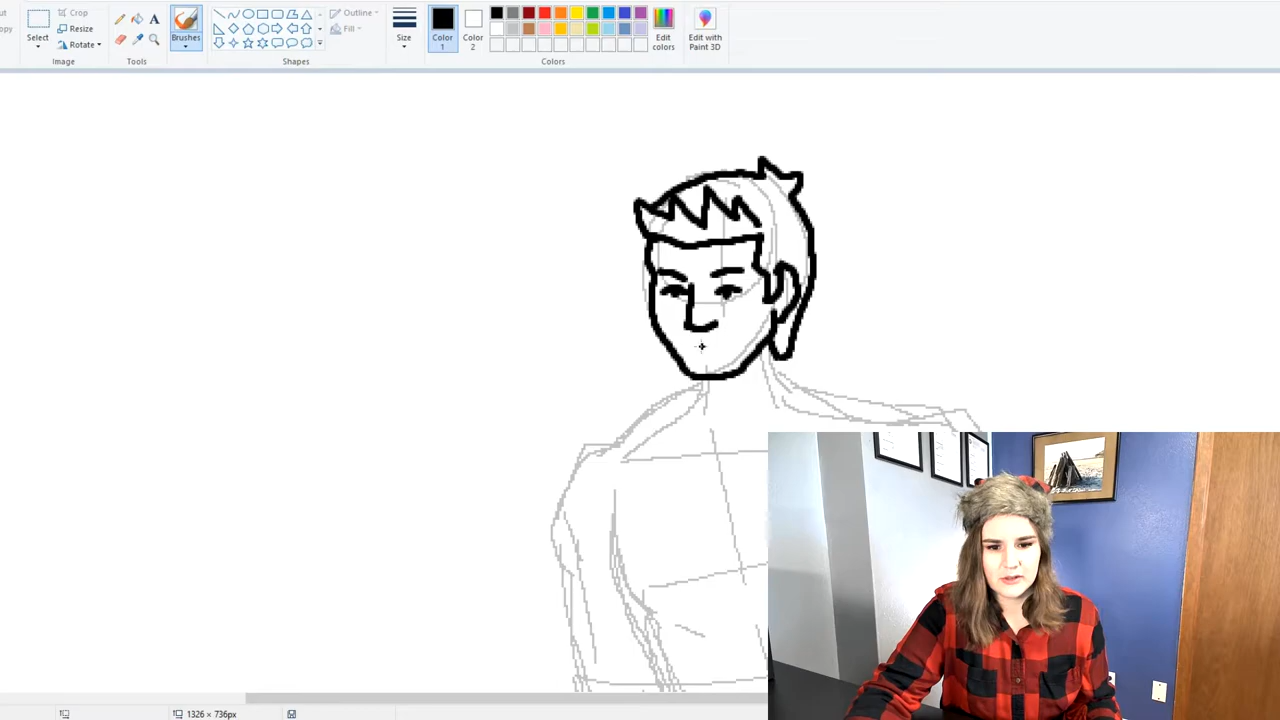 Select
Crop
Resize
Rotate
Image
A
Tools
Brushes
Outline
Fill
Shapes
Size
Color
1
Color
2
Edit
colors
Edit with
Paint 3D
Colors
1326 × 736px